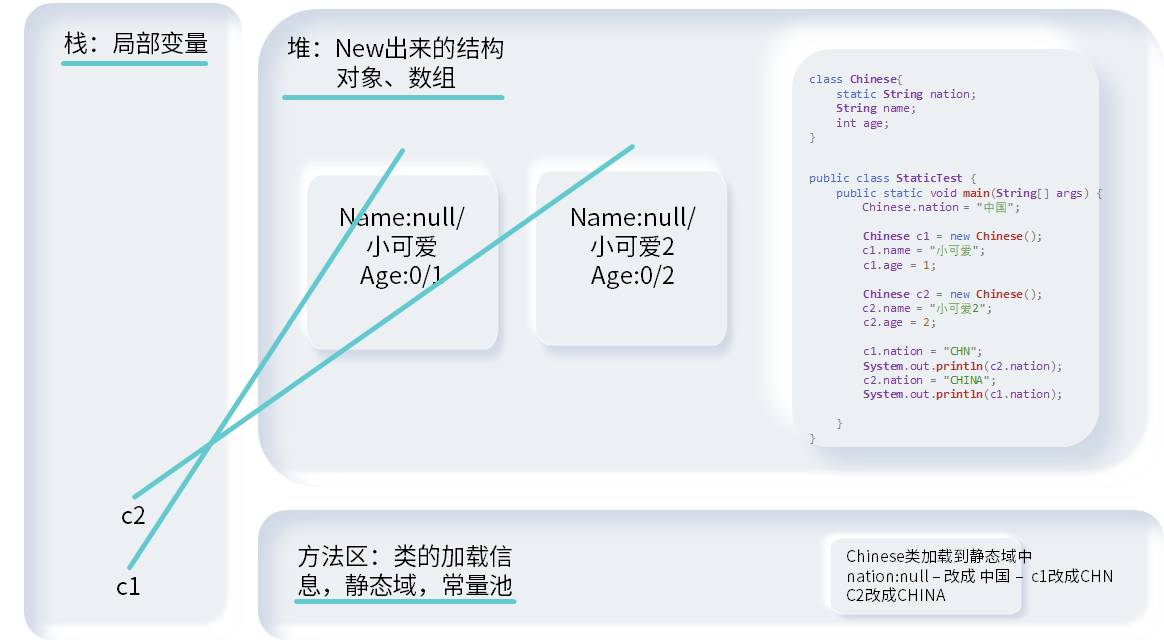 栈：局部变量
堆：New出来的结构
对象、数组
Name:null/
小可爱
Age:0/1
Name:null/
小可爱2
Age:0/2
class Chinese{
static String nation;
String name;
int age;
}
public class StaticTest {
public static void main(String[] args) {
Chinese.nation = "中国";
Chinese c1 = new Chinese();
c1.name = "小可爱";
c1.age = 1;
Chinese c2 = new Chinese();
c2.name = "小可爱2";
c2.age = 2;
c1.nation = "CHN";
System.out.println(c2.nation);
c2.nation = "CHINA";
System.out.println(c1.nation);
}
}
c2
c1
方法区：类的加载信
息，静态域，常量池
Chinese类加载到静态域中
nation:null – 改成 中国 – c1改成CHN
C2改成CHINA